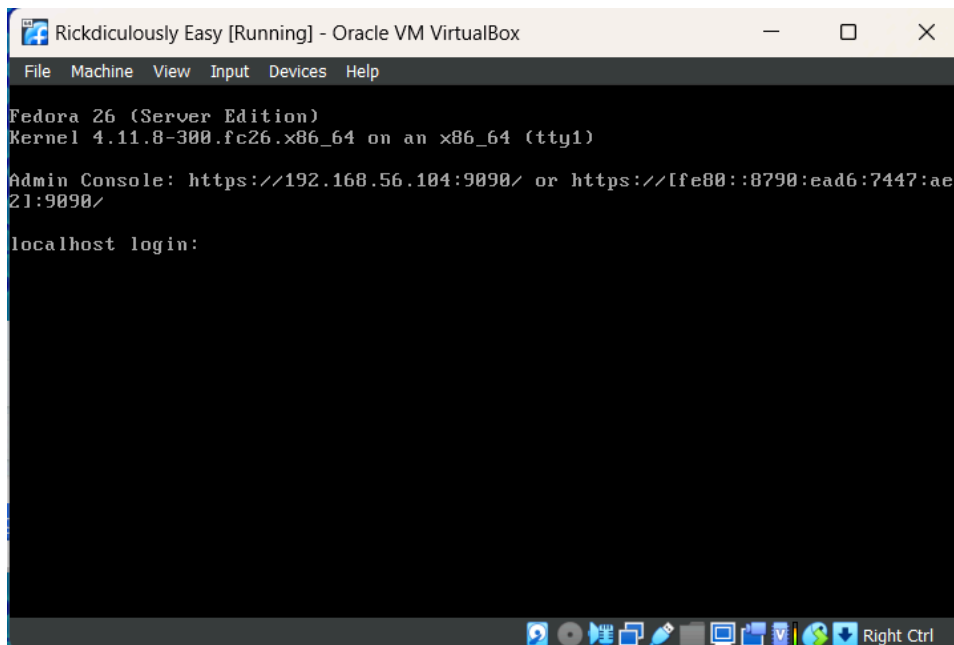 Rickdiculously Easy [Running] - Oracle VM VirtualBox
File Machine View Input Devices Help
Fedora 26 (Server Edition)
Kernel 4.11.8-300.fc26.x86_64 on an x86_64 (tty1)
Admin Console: https://192.168.56.104:9090/ or https://[fe80::8790:ead6:7447:ae
2]:9090/
localhost login:
Right Ctrl